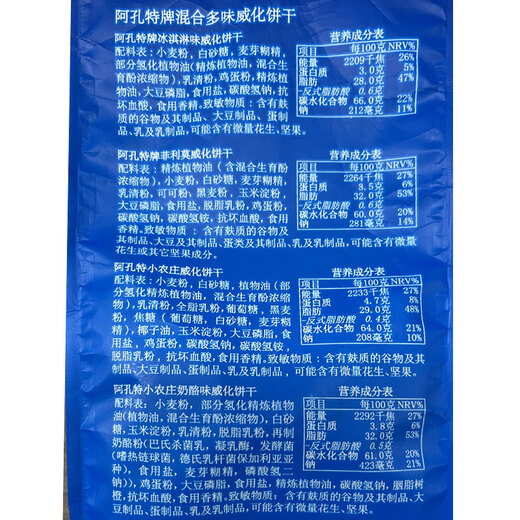 阿孔特牌混合多味威化饼干
阿孔特牌冰淇淋味威化饼干
配料表：小麦粉，白砂糖，麦芽糊精，
部分氢化植物油（精炼植物油，混合生
育酚浓缩物），乳清粉，鸡蛋粉，精炼植
物油，大豆磷脂，食用盐，碳酸氢钠，抗
坏血酸，食用香精。致敏物质：含有麸
质的谷物及其制品、大豆及其制品、蛋制
品、乳及乳制品，可能含有微量花生、坚果。
营养成分表
项目 每100克 NRV%
能量 2209千焦 26%
蛋白质 3.0克 5%
脂肪 28.0克 47%
-反式脂肪酸 0.6克
碳水化合物 66.0克 22%
钠 212毫克 11%
阿孔特牌菲利莫威化饼干
配料表：精炼植物油（含混合生育酚
浓缩物），小麦粉，白砂糖，麦芽糊精，
乳清粉，可可粉，黑麦粉，玉米淀粉，
大豆磷脂，食用盐，脱脂乳粉，鸡蛋粉，
碳酸氢钠，碳酸氢铵，抗坏血酸，食用
香精。致敏物质：含有麸质的谷物及
其制品、大豆及其制品、蛋类及其制品、乳及乳制品，可能含有微量
花生或其它坚果成分。
营养成分表
项目 每100克 NRV%
能量 2264千焦 27%
蛋白质 3.5克 6%
脂肪 32.0克 53%
-反式脂肪酸 0.6克
碳水化合物 60.0克 20%
钠 281毫克 14%
阿孔特小农庄威化饼干
配料表：小麦粉，白砂糖，植物油（部
分氢化精炼植物油，混合生育酚浓缩
物），乳清粉，全脂乳粉，葡萄糖，黑麦
粉，焦糖（葡萄糖，白砂糖，麦芽糊
精），椰子油，玉米淀粉，大豆磷脂，食用
盐，鸡蛋粉，碳酸氢钠，碳酸氢铵，
脱脂乳粉，抗坏血酸，食用香精。致敏物质：含有麸质的谷物及其
制品、大豆及其制品、蛋制品、乳及乳制品，可能含有微量花生、坚果。
营养成分表
项目 每100克 NRV%
能量 2233千焦 27%
蛋白质 4.7克 8%
脂肪 29.0克 48%
-反式脂肪酸 0.4克
碳水化合物 64.0克 21%
钠 208毫克 10%
阿孔特小农庄奶酪味威化饼干
配料表：小麦粉，部分氢化精炼植物
油（植物油，混合生育酚浓缩物），白砂
糖，玉米淀粉，乳清粉，脱脂乳粉，再制
奶酪粉（巴氏杀菌乳，凝乳酶，发酵菌
（嗜热链球菌，德氏乳杆菌保加利亚亚
种），食用盐，麦芽糊精，磷酸氢二
钠），鸡蛋粉，大豆磷脂，食用盐，植物油，食用香精，碳酸氢钠，胭脂树
橙，抗坏血酸，食用香精。致敏物质：含有麸质的谷物及其制品、大豆及
其制品、蛋制品、乳及乳制品，可能含有微量花生、坚果。
营养成分表
项目 每100克 NRV%
能量 2292千焦 27%
蛋白质 3.8克 6%
脂肪 32.0克 53%
-反式脂肪酸 0.5克
碳水化合物 61.0克 20%
钠 423毫克 21%